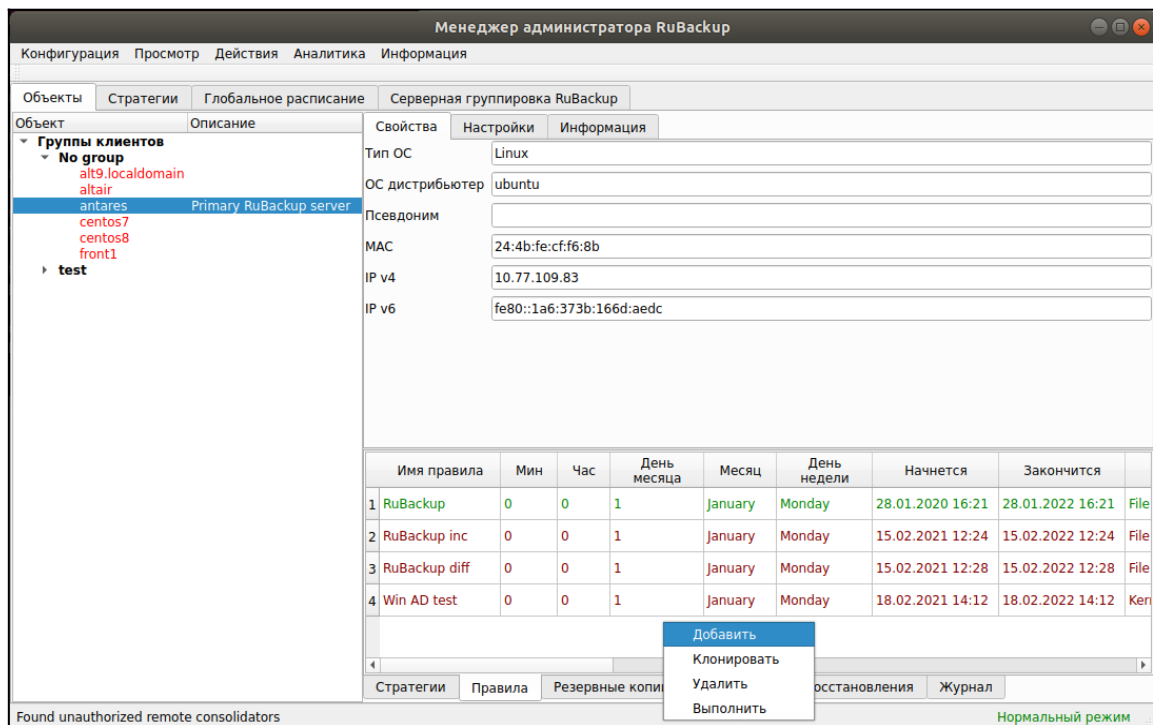 Менеджер администратора RuBackup
Конфигурация Просмотр Действия Аналитика Информация
Объекты Стратегии Глобальное расписание Серверная группировка RuBackup
Объект Описание
Группы клиентов
No group
alt9.localdomain
altair
antares Primary RuBackup server
centos7
centos8
front1
test
Свойства Настройки Информация
Тип ОС Linux
ОС дистрибьютер ubuntu
Псевдоним
MAC 24:4b:fe:cf:f6:8b
IP v4 10.77.109.83
IP v6 fe80::1a6:373b:166d:aedc
Имя правила Мин Час День месяца Месяц День недели Начнется Закончится
1 RuBackup 0 0 1 January Monday 28.01.2020 16:21 28.01.2022 16:21 File
2 RuBackup inc 0 0 1 January Monday 15.02.2021 12:24 15.02.2022 12:24 File
3 RuBackup diff 0 0 1 January Monday 15.02.2021 12:28 15.02.2022 12:28 File
4 Win AD test 0 0 1 January Monday 18.02.2021 14:12 18.02.2022 14:12
Добавить
Клонировать
Удалить
Выполнить
Стратегии Правила Резервные Журнал
Found unauthorized remote consolidators Нормальный режим